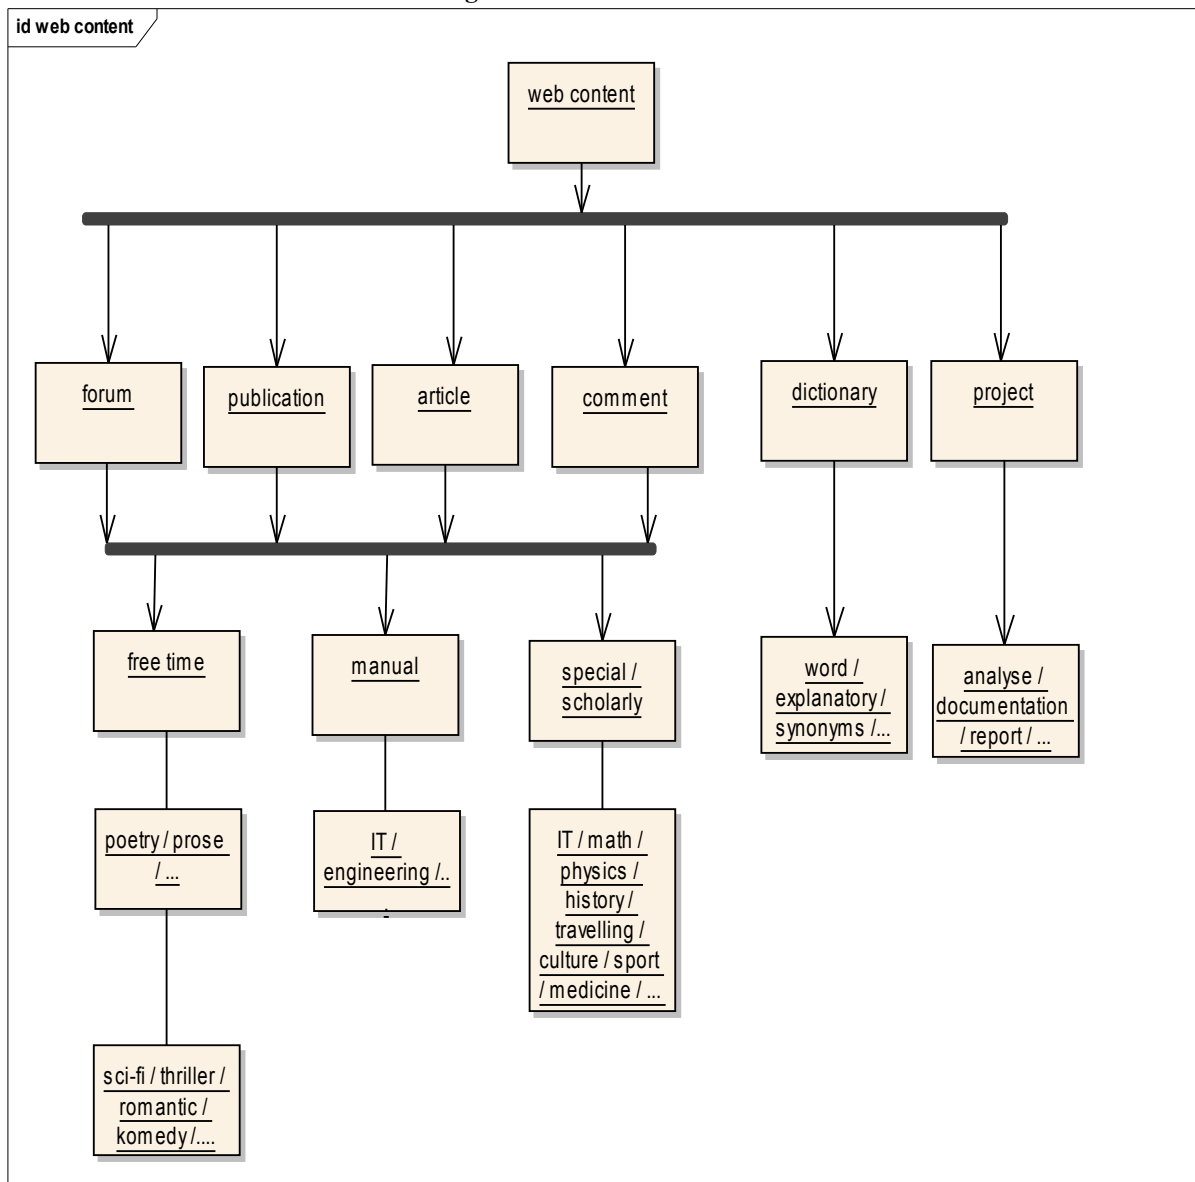 id web content
web content
forum
publication
article
comment
dictionary
project
free time
manual
special /
scholarly
word /
explanatory /
synonyms /...
analyse /
documentation
/ report / ...
poetry / prose
/ ...
IT /
engineering /..
.
IT / math /
physics /
history /
travelling /
culture / sport
/ medicine / ...
sci-fi / thriller /
romantic /
komedy /....